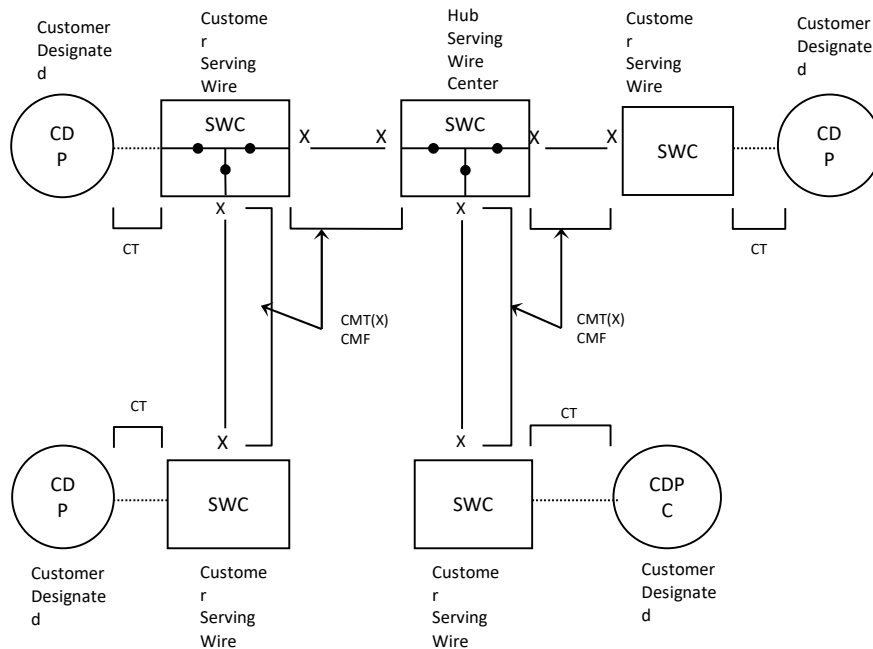 Customer
Designate
d
Custome
r
Serving
Wire
Hub
Serving
Wire
Center
Custome
r
Serving
Wire
Customer
Designate
d
CD
P
SWC
X
X
SWC
X
X
SWC
CD
P
X
X
CT
CT
CMT(X)
CMF
CMT(X)
CMF
CT
CT
X
X
CD
P
SWC
SWC
CDP
C
Customer
Designate
d
Custome
r
Serving
Wire
Custome
r
Serving
Wire
Customer
Designate
d